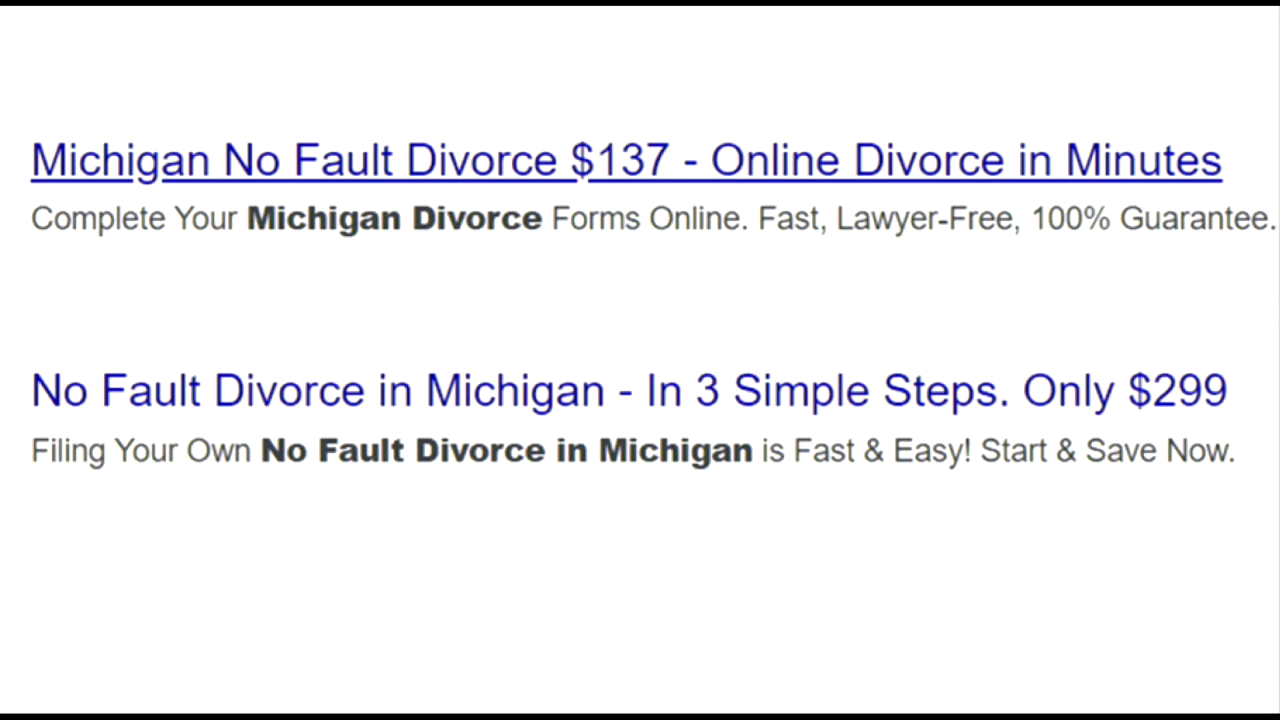 Michigan No Fault Divorce $137 - Online Divorce in Minutes
Complete Your Michigan Divorce Forms Online. Fast, Lawyer-Free, 100% Guarantee.
No Fault Divorce in Michigan - In 3 Simple Steps. Only $299
Filing Your Own No Fault Divorce in Michigan is Fast & Easy! Start & Save Now.